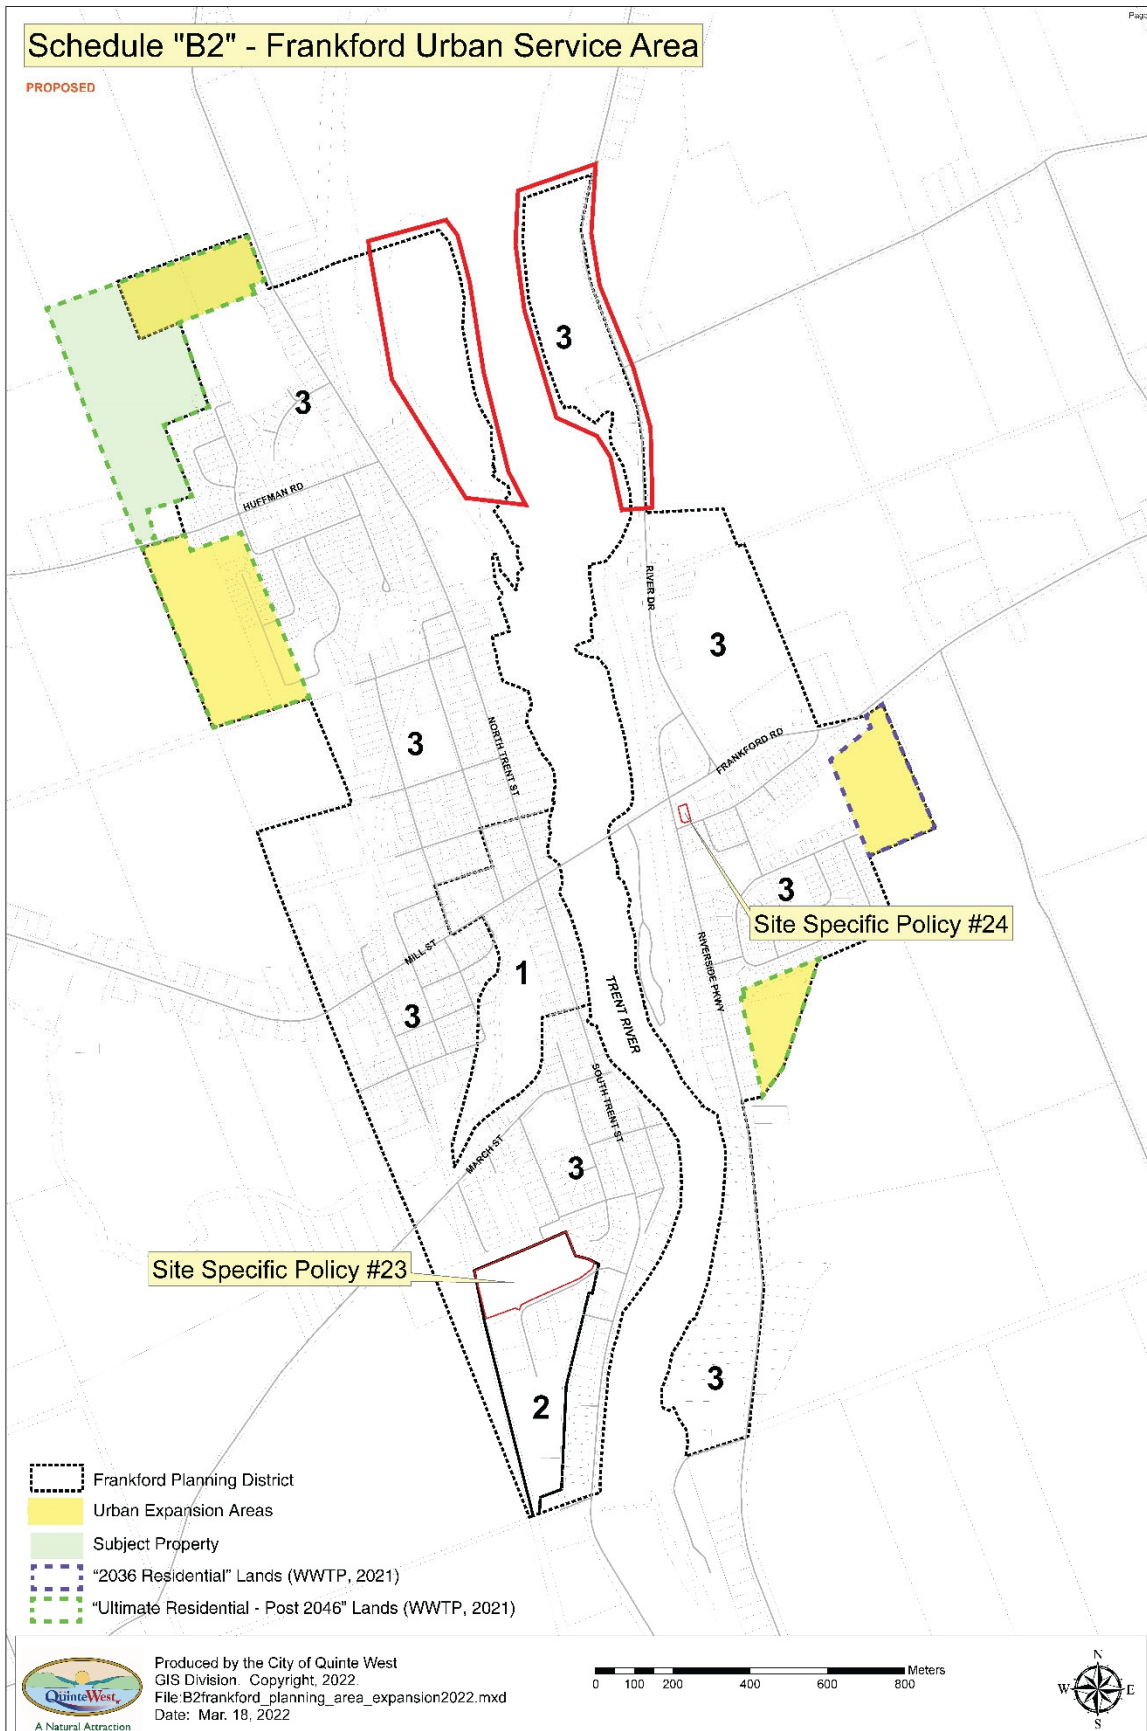 Page
Schedule "B2" - Frankford Urban Service Area
PROPOSED
3
3
HUFFMAN RD
RIVER DR
3
NORTH TRENT ST
3
FRANKFORD RD
3
Site Specific Policy #24
MILL ST
1
RIVERSIDE PKWY
3
TRENT RIVER
SOUTH TRENT ST
MARCH ST
3
Site Specific Policy #23
3
2
Frankford Planning District
Urban Expansion Areas
Subject Property
"2036 Residential" Lands (WWTP, 2021)
"Ultimate Residential - Post 2046" Lands (WWTP, 2021)
QuinteWest
A Natural Attraction
Produced by the City of Quinte West
GIS Division. Copyright, 2022.
File:B2frankford_planning_area_expansion2022.mxd
Date: Mar. 18, 2022
Meters
0 100 200 400 600 800
N
W E
S